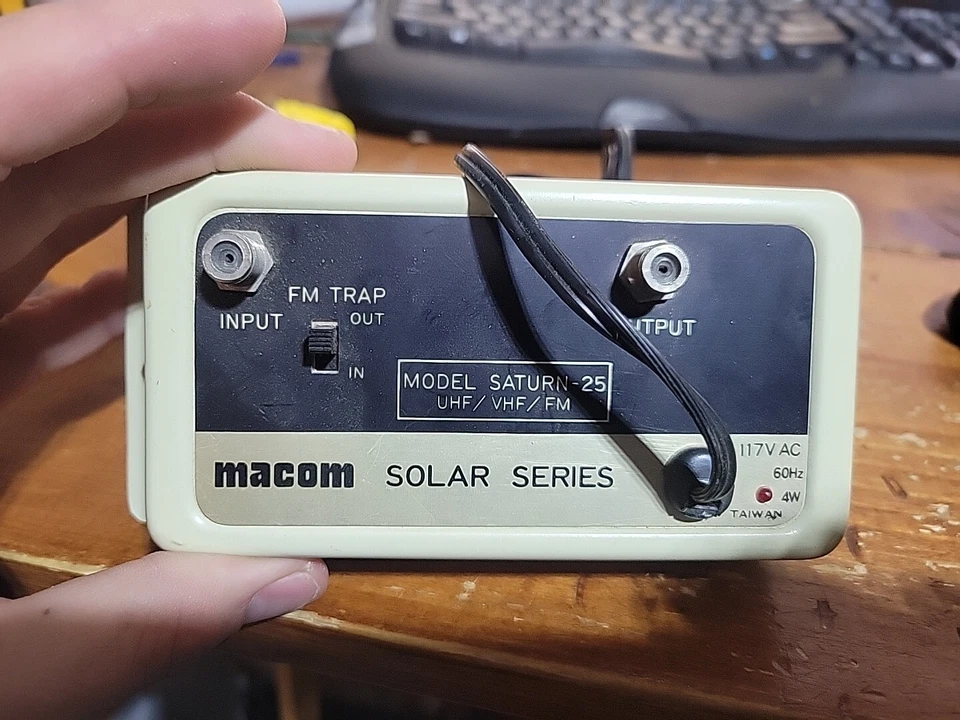 FM TRAP
INPUT
OUT
IN
UTPUT
MODEL SATURN-25
UHF/VHF/FM
macom SOLAR SERIES
117V AC
60Hz
4W
TAIWAN